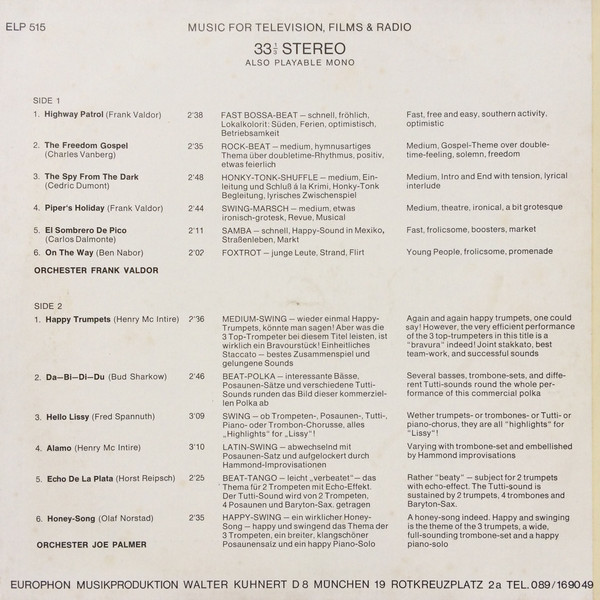 ELP 515
MUSIC FOR TELEVISION, FILMS & RADIO
33⅓ STEREO
ALSO PLAYABLE MONO
SIDE 1
1. Highway Patrol (Frank Valdor) 2'38 FAST BOSSA-BEAT – schnell, fröhlich, Fast, free and easy, southern activity,
Lokalkolorit: Süden, Ferien, optimistisch, optimistic
Betriebsamkeit
2. The Freedom Gospel 2'35 ROCK-BEAT – medium, hymnusartiges Medium, Gospel-Theme over double-
(Charles Vanberg) Thema über doubletime-Rhythmus, positiv, time-feeling, solemn, freedom
etwas feierlich
3. The Spy From The Dark 2'48 HONKY-TONK-SHUFFLE – medium, Ein- Medium, Intro and End with tension, lyrical
(Cedric Dumont) leitung und Schluß á la Krimi, Honky-Tonk interlude
Begleitung, lyrisches Zwischenspiel
4. Piper's Holiday (Frank Valdor) 2'44 SWING-MARSCH – medium, etwas Medium, theatre, ironical, a bit grotesque
ironisch-grotesk, Revue, Musical
5. El Sombrero De Pico 2'11 SAMBA – schnell, Happy-Sound in Mexiko, Fast, frolicsome, boosters, market
(Carlos Dalmonte) Straßenleben, Markt
6. On The Way (Ben Nabor) 2'02 FOXTROT – junge Leute, Strand, Flirt Young People, frolicsome, promenade
ORCHESTER FRANK VALDOR
SIDE 2
1. Happy Trumpets (Henry Mc Intire) 2'36 MEDIUM-SWING – wieder einmal Happy- Again and again happy trumpets, one could
Trumpets, könnte man sagen! Aber was die say! However, the very efficient performance
3 Top-Trompeter bei diesem Titel leisten, ist of the 3 top-trumpeters in this title is a
wirklich ein Bravourstück! Einheitliches "bravura" indeed! Joint stakkato, best
Staccato – bestes Zusammenspiel und team-work, and successful sounds
gelungene Sounds
2. Da–Bi–Di–Du (Bud Sharkow) 2'46 BEAT-POLKA – interessante Bässe, Several basses, trombone-sets, and diffe-
Posaunen-Sätze und verschiedene Tutti- rent Tutti-sounds round the whole per-
Sounds runden das Bild dieser kommerziel- formance of this commercial polka
len Polka ab
3. Hello Lissy (Fred Spannuth) 3'09 SWING – ob Trompeten-, Posaunen-, Tutti-, Wether trumpets- or trombones- or Tutti- or
Piano- oder Trombon-Chorusse, alles piano-chorus, they are all "highlights" for
„Highlights" for „Lissy"! "Lissy"!
4. Alamo (Henry Mc Intire) 3'10 LATIN-SWING – abwechselnd mit Varying with trombone-set and embellished
Posaunen-Satz und aufgelockert durch by Hammond improvisations
Hammond-Improvisationen
5. Echo De La Plata (Horst Reipsch) 2'25 BEAT-TANGO – leicht „verbeatet" – das Rather "beaty" – subject for 2 trumpets
Thema für 2 Trompeten mit Echo-Effekt. with echo-effect. The Tutti-sound is
Der Tutti-Sound wird von 2 Trompeten, sustained by 2 trumpets, 4 trombones and
4 Posaunen und Baryton-Sax. getragen Baryton-Sax.
6. Honey-Song (Olaf Norstad) 2'35 HAPPY-SWING – ein wirklicher Honey- A honey-song indeed. Happy and swinging
Song – happy und swingend das Thema der is the theme of the 3 trumpets, a wide,
3 Trompeten, ein breiter, klangschöner full-sounding trombone-set and a happy
Posaunensatz und ein happy Piano-Solo piano-solo
ORCHESTER JOE PALMER
EUROPHON MUSIKPRODUKTION WALTER KUHNERT D 8 MÜNCHEN 19 ROTKREUZPLATZ 2a TEL. 089/169049